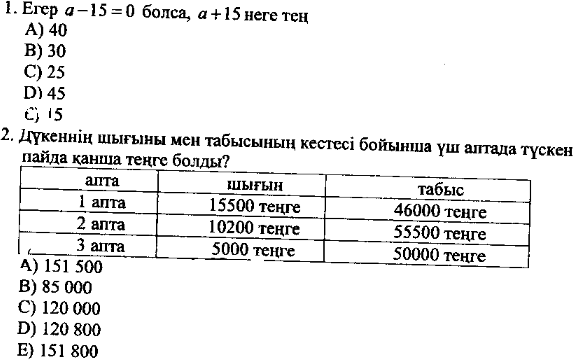 1. Егер a−15=0 болса, a+15 неге тең
A) 40
B) 30
C) 25
D) 45
E) 15
2. Дүкеннің шығыны мен табысының кестесі бойынша үш аптада түскен
пайда қанша теңге болды?
апта шығын табыс
1 апта 15500 теңге 46000 теңге
2 апта 10200 теңге 55500 теңге
3 апта 5000 теңге 50000 теңге
A) 151 500
B) 85 000
C) 120 000
D) 120 800
E) 151 800